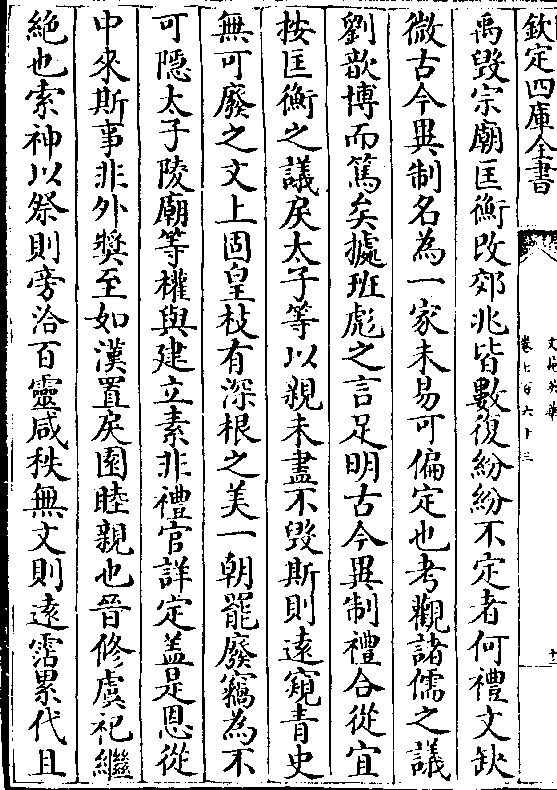 欽定四庫全書
文苑英華
卷七百六十三
禹毀宗廟匡衡改郊兆皆數復紛紛不定者何禮文缺
微古今異制名為一家未易可偏定也考觀諸儒之議
劉歆博而篤矣據班彪之言足明古今異制禮合從宜
按匡衡之議戾太子等以親未盡不毀斯則遠窺青史
無可廢之文上固皇枝有深根之美一朝罷廢竊為不
可隱太子陵廟等權輿建立素非禮官詳定蓋是恩從
中來斯事非外奬至如漢置戾園睦親也晉修虞祀繼
絶也索神以祭則旁洽百靈咸秩無文則遠霑累代且